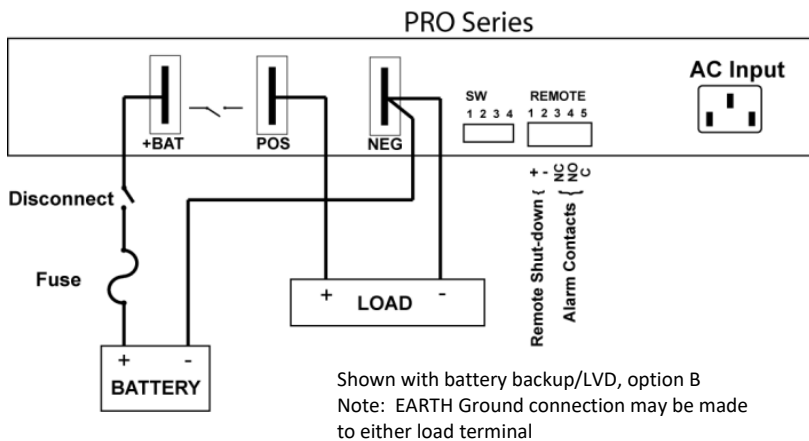 PRO Series
AC Input
SW
REMOTE
1 2 3 4
1 2 3 4 5
+BAT
POS
NEG
Disconnect
Fuse
+ -
BATTERY
+ -
LOAD
Remote Shut-down { + -
Alarm Contacts { NC NO C
Shown with battery backup/LVD, option B
Note: EARTH Ground connection may be made
to either load terminal